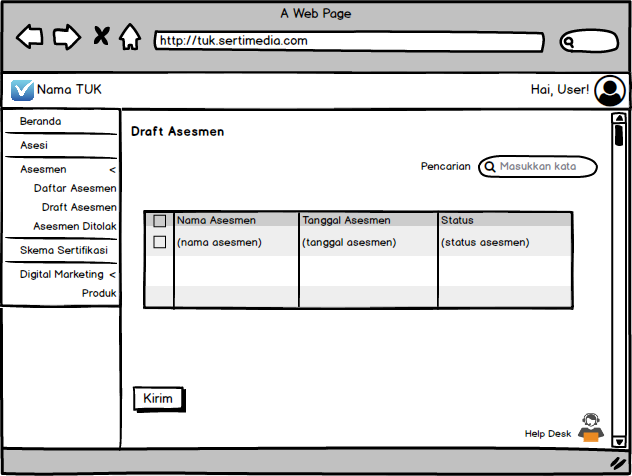 A Web Page
http://tuk.sertimedia.com
Nama TUK
Hai, User!
Beranda
Asesi
Asesmen <
Daftar Asesmen
Draft Asesmen
Asesmen Ditolak
Skema Sertifikasi
Digital Marketing <
Produk
Draft Asesmen
Pencarian Masukkan kata
Nama Asesmen Tanggal Asesmen Status
(nama asesmen) (tanggal asesmen) (status asesmen)
Kirim
Help Desk